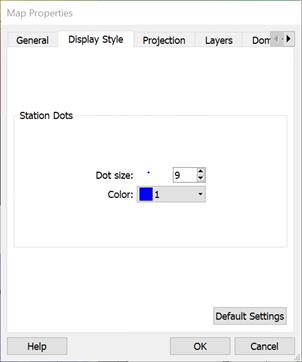 Map Properties
General Display Style Projection Layers Dom
Station Dots
Dot size: 9
Color: 1
Default Settings
Help OK Cancel